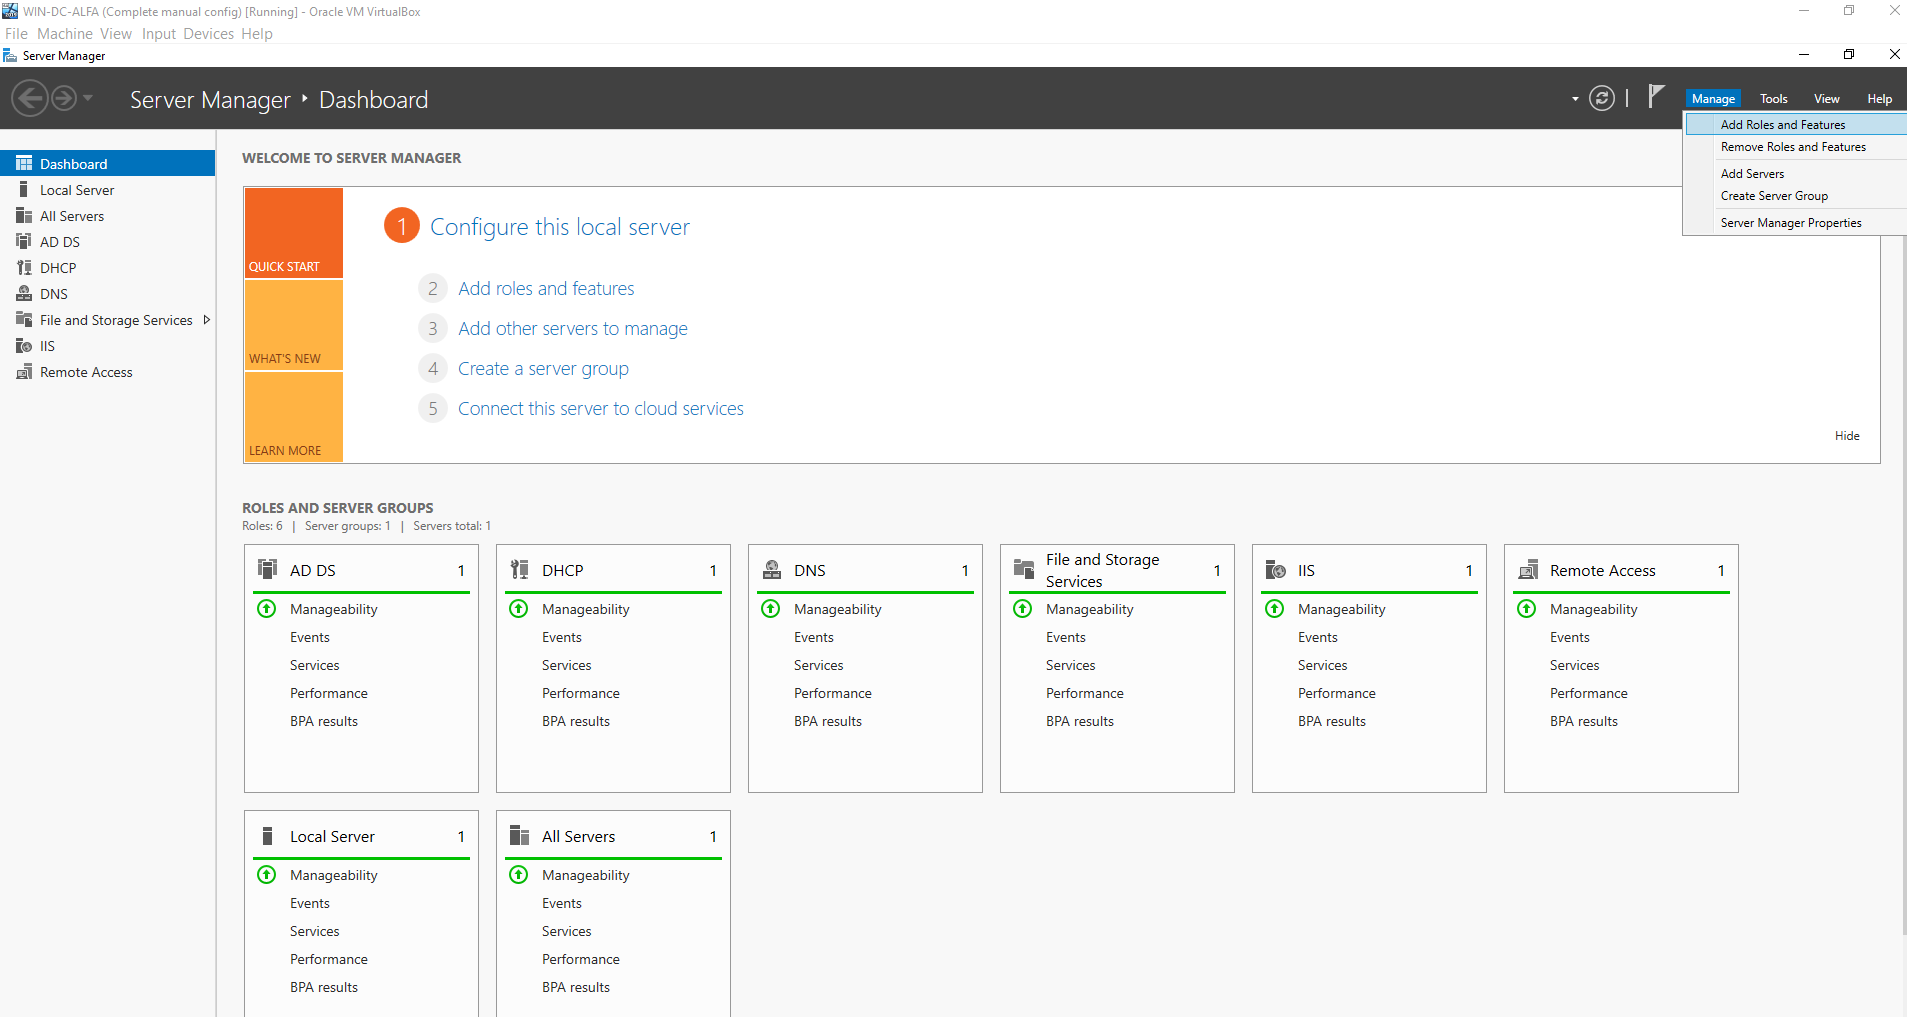 WIN-DC-ALFA (Complete manual config) [Running] - Oracle VM VirtualBox
File Machine View Input Devices Help
Server Manager
Server Manager ‣ Dashboard
Manage Tools View Help
Add Roles and Features
Remove Roles and Features
Add Servers
Create Server Group
Server Manager Properties
Dashboard
Local Server
All Servers
AD DS
DHCP
DNS
File and Storage Services
IIS
Remote Access
WELCOME TO SERVER MANAGER
QUICK START
WHAT'S NEW
LEARN MORE
1 Configure this local server
2 Add roles and features
3 Add other servers to manage
4 Create a server group
5 Connect this server to cloud services
Hide
ROLES AND SERVER GROUPS
Roles: 6 | Server groups: 1 | Servers total: 1
AD DS 1
Manageability
Events
Services
Performance
BPA results
DHCP 1
Manageability
Events
Services
Performance
BPA results
DNS 1
Manageability
Events
Services
Performance
BPA results
File and Storage
Services 1
Manageability
Events
Services
Performance
BPA results
IIS 1
Manageability
Events
Services
Performance
BPA results
Remote Access 1
Manageability
Events
Services
Performance
BPA results
Local Server 1
Manageability
Events
Services
Performance
BPA results
All Servers 1
Manageability
Events
Services
Performance
BPA results